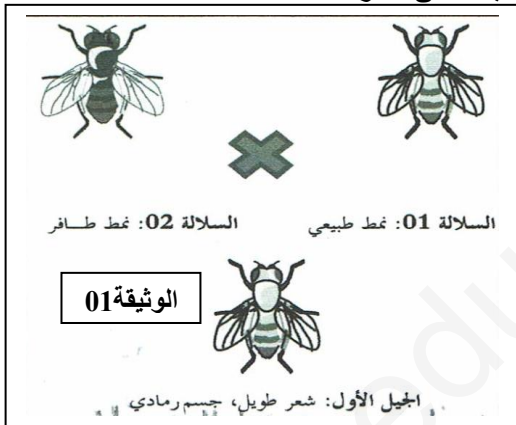 السلالة 01: نمط طبيعي
السلالة 02: نمط طافر
الوثيقة01
الجيل الأول: شعر طويل، جسم رمادي